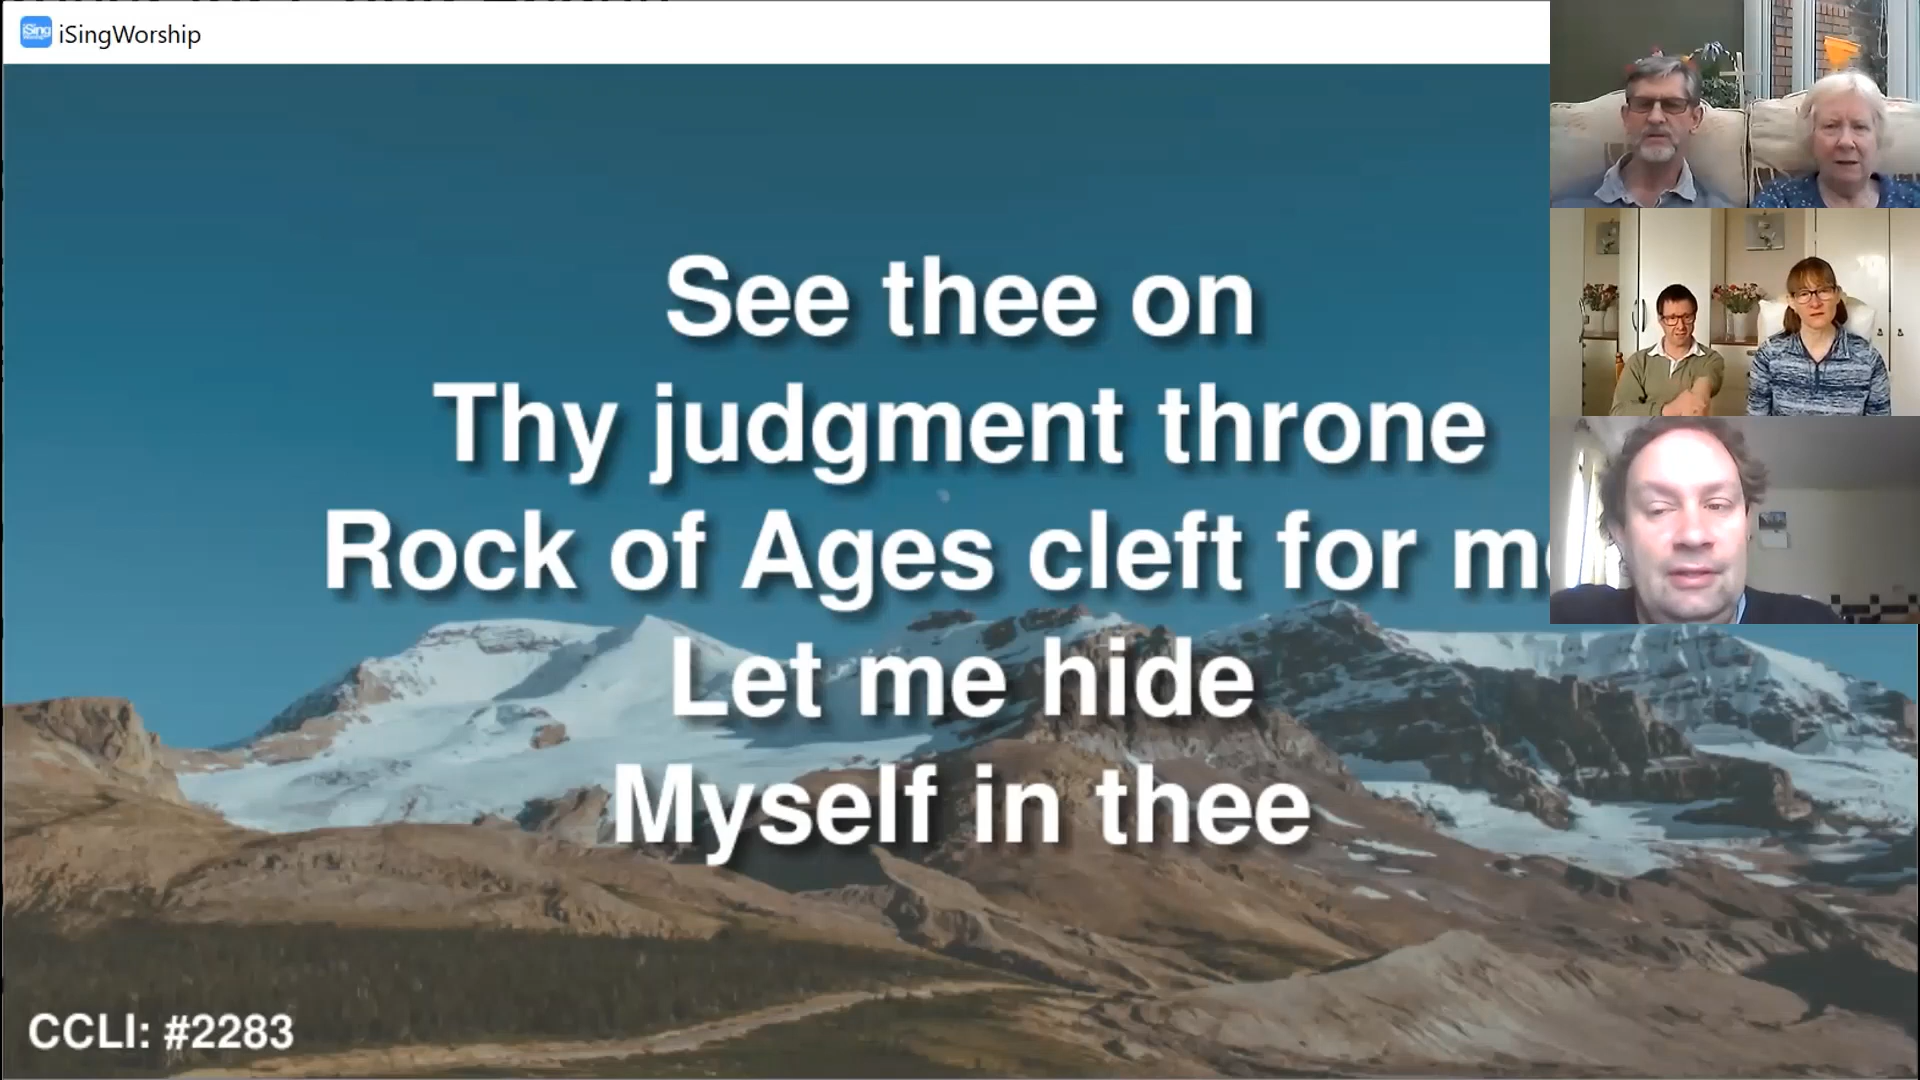 iSingWorship
See thee on
Thy judgment throne
Rock of Ages cleft for
Let me hide
Myself in thee
CCLI: #2283